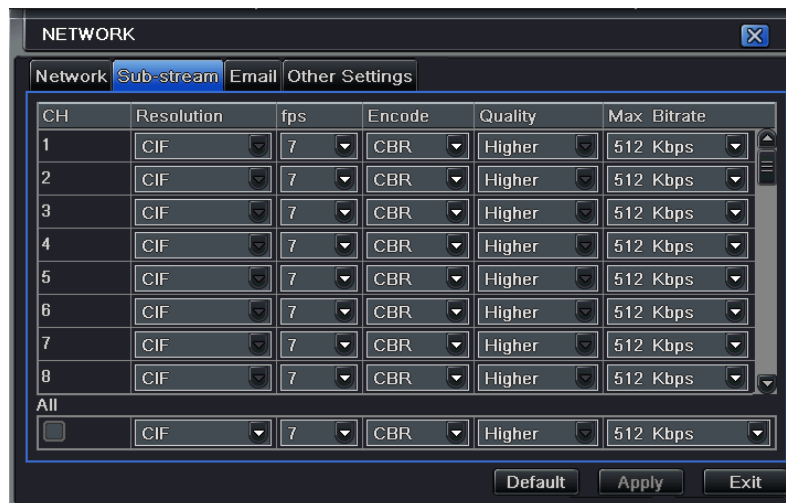 NETWORK
Network Sub-stream Email Other Settings
CH Resolution fps Encode Quality Max Bitrate
1 CIF 7 CBR Higher 512 Kbps
2 CIF 7 CBR Higher 512 Kbps
3 CIF 7 CBR Higher 512 Kbps
4 CIF 7 CBR Higher 512 Kbps
5 CIF 7 CBR Higher 512 Kbps
6 CIF 7 CBR Higher 512 Kbps
7 CIF 7 CBR Higher 512 Kbps
8 CIF 7 CBR Higher 512 Kbps
All
CIF 7 CBR Higher 512 Kbps
Default Apply Exit